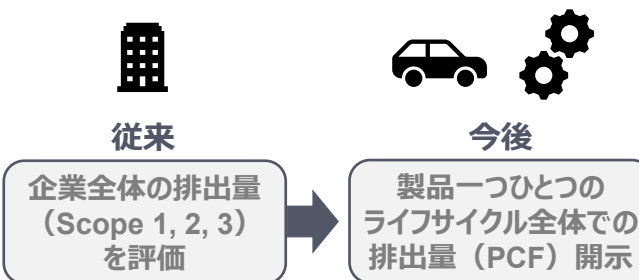 従来
今後
企業全体の排出量
（Scope 1, 2, 3）
を評価
製品一つひとつの
ライフサイクル全体での
排出量（PCF）開示